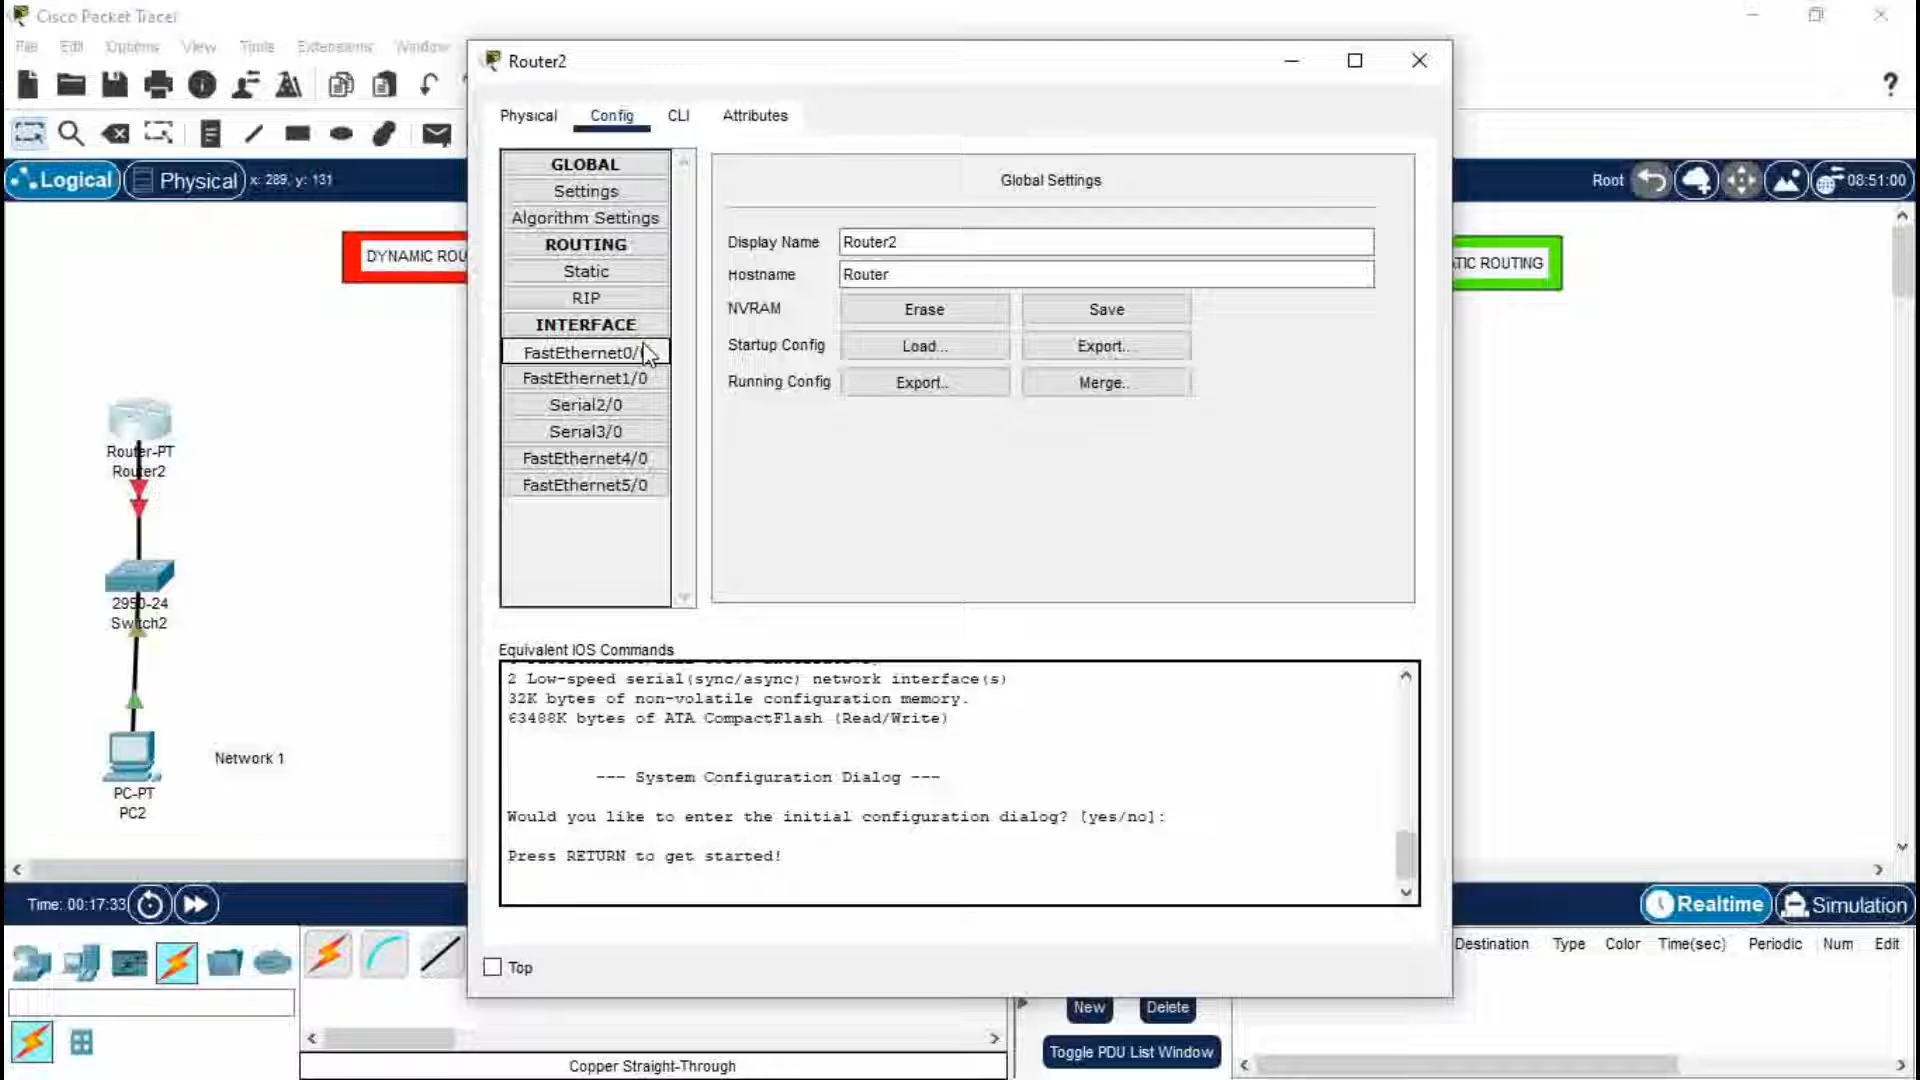 Cisco Packet Tracer
File Edit Options View Tools Extensions Window
Router2
Physical Config CLI Attributes
Logical Physical x: 289, y: 131
Root 08:51:00
GLOBAL
Settings
Algorithm Settings
ROUTING
Static
RIP
INTERFACE
FastEthernet0/
FastEthernet1/0
Serial2/0
Serial3/0
FastEthernet4/0
FastEthernet5/0
Global Settings
Display Name Router2
Hostname Router
NVRAM Erase Save
Startup Config Load... Export...
Running Config Export.. Merge..
DYNAMIC ROU
TIC ROUTING
Router-PT
Router2
2950-24
Switch2
PC-PT
PC2
Network 1
Equivalent IOS Commands
2 Low-speed serial(sync/async) network interface(s)
32K bytes of non-volatile configuration memory.
63488K bytes of ATA CompactFlash (Read/Write)
--- System Configuration Dialog ---
Would you like to enter the initial configuration dialog? [yes/no]:
Press RETURN to get started!
Top
Time: 00:17:33
Realtime Simulation
Destination Type Color Time(sec) Periodic Num Edit
New Delete
Toggle PDU List Window
Copper Straight-Through